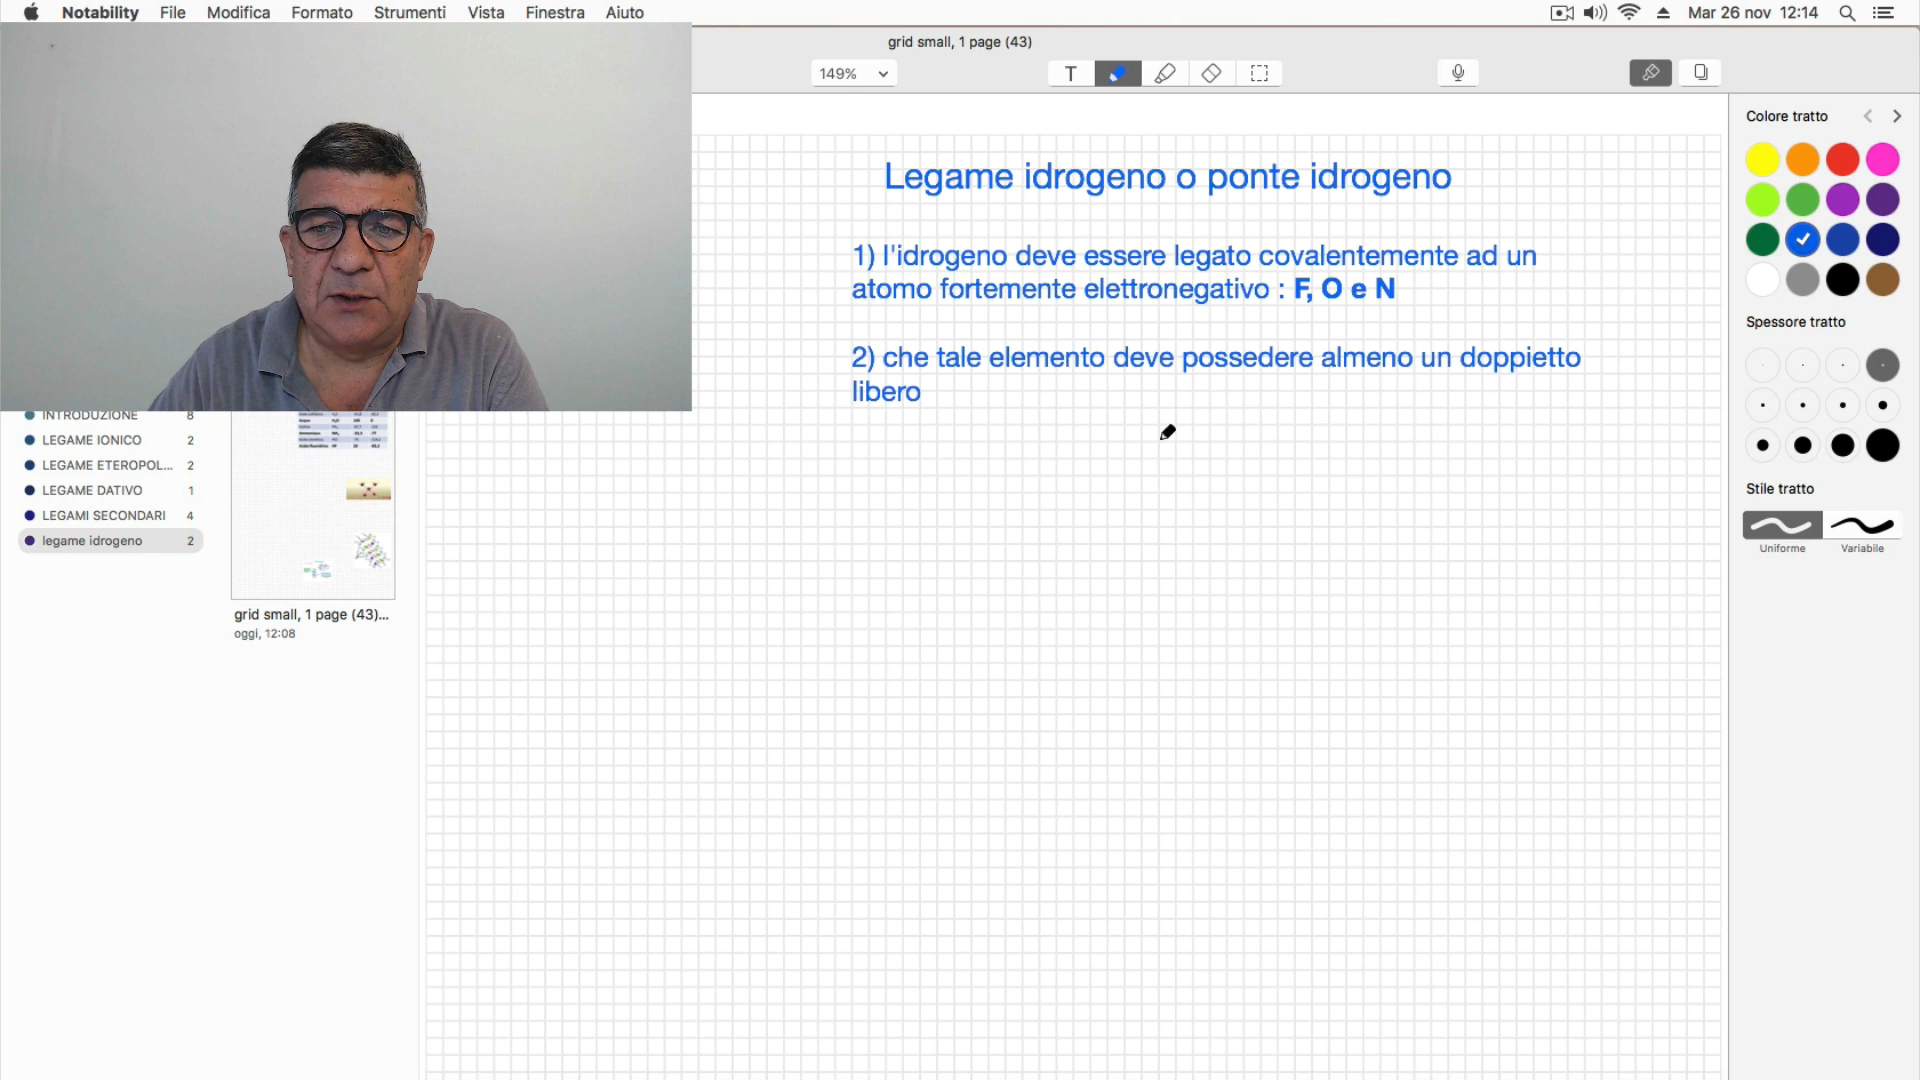 Notability File Modifica Formato Strumenti Vista Finestra Aiuto Mar 26 nov 12:14
grid small, 1 page (43)
149% T
Colore tratto
Legame idrogeno o ponte idrogeno
1) l'idrogeno deve essere legato covalentemente ad un
atomo fortemente elettronegativo : F, O e N
2) che tale elemento deve possedere almeno un doppietto
libero
Spessore tratto
Stile tratto
Uniforme Variabile
INTRODUZIONE 8
LEGAME IONICO 2
LEGAME ETEROPOL... 2
LEGAME DATIVO 1
LEGAMI SECONDARI 4
legame idrogeno 2
grid small, 1 page (43)...
oggi, 12:08